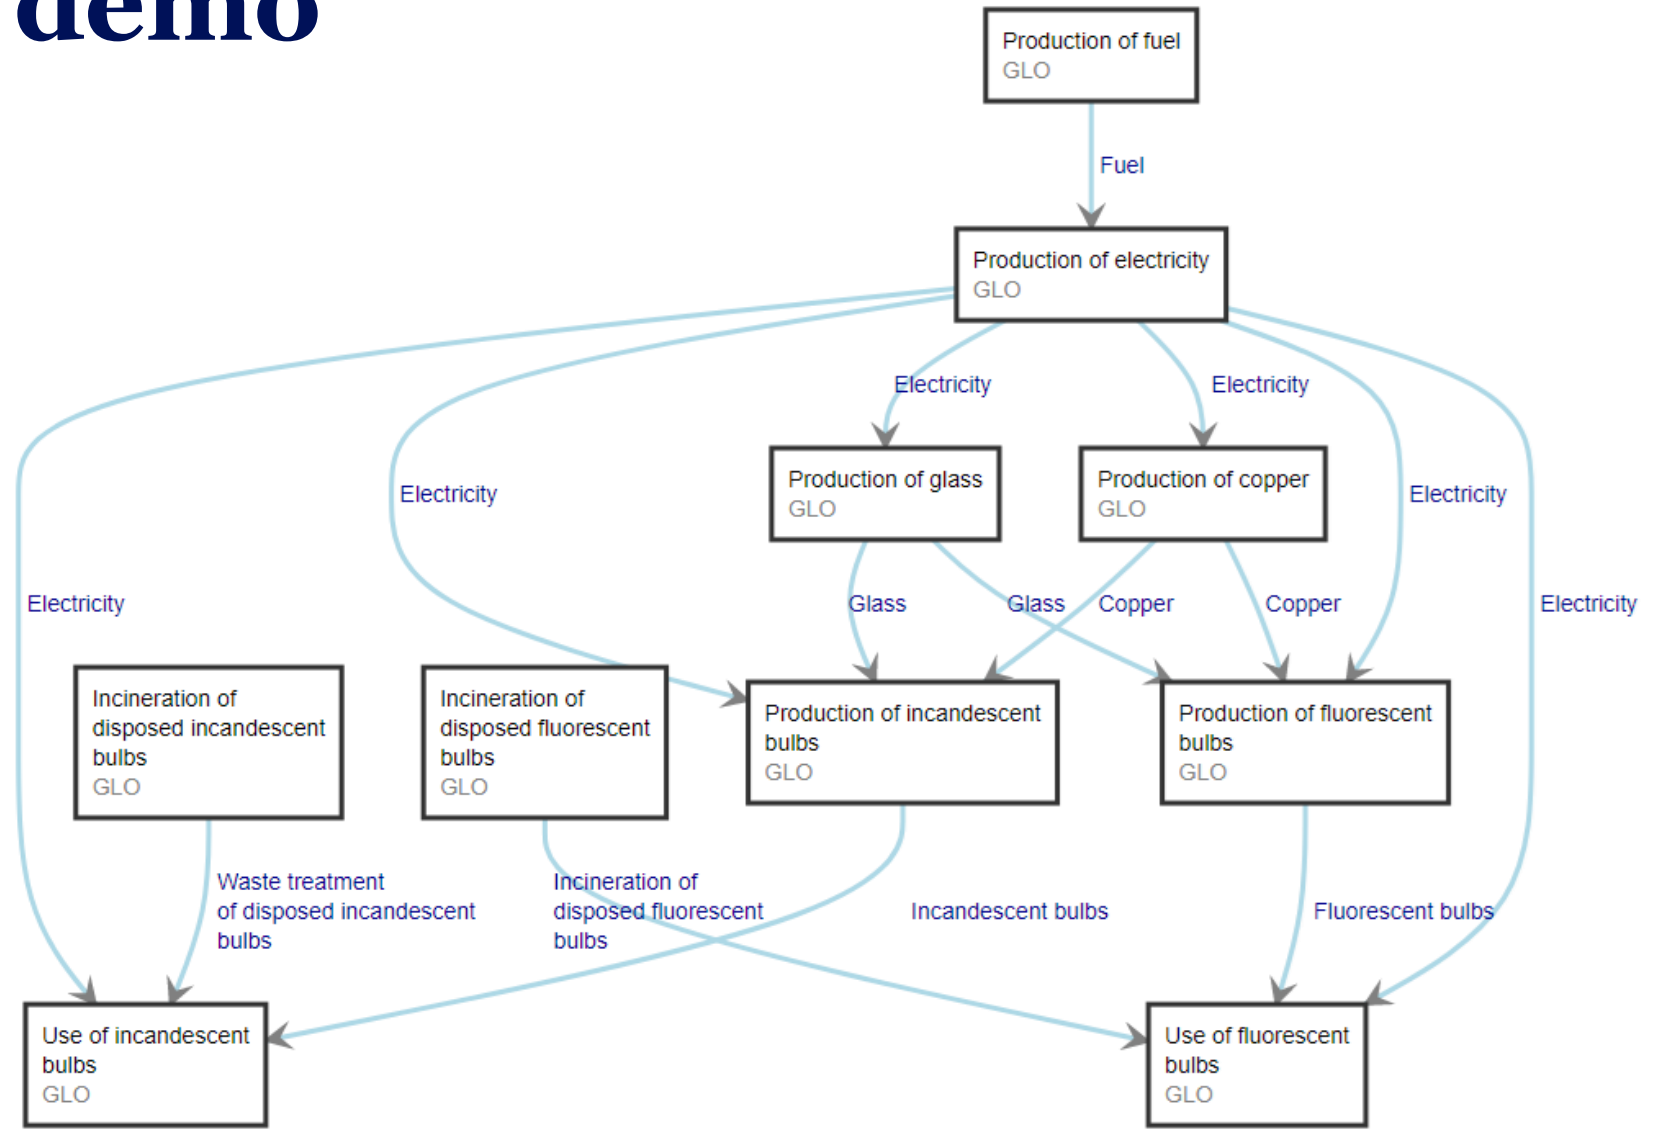 demo
Production of fuel
GLO
Fuel
Production of electricity
GLO
Electricity
Electricity
Production of glass
GLO
Production of copper
GLO
Electricity
Electricity
Electricity
Glass
Glass
Copper
Copper
Electricity
Incineration of
disposed incandescent
bulbs
GLO
Incineration of
disposed fluorescent
bulbs
GLO
Production of incandescent
bulbs
GLO
Production of fluorescent
bulbs
GLO
Waste treatment
of disposed incandescent
bulbs
Incineration of
disposed fluorescent
bulbs
Incandescent bulbs
Fluorescent bulbs
Use of incandescent
bulbs
GLO
Use of fluorescent
bulbs
GLO